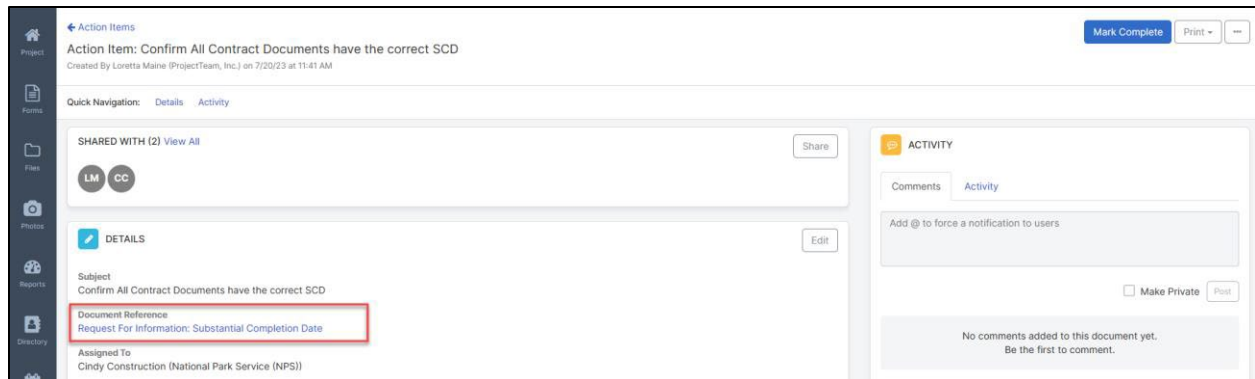 Project
Forms
Files
Photos
Reports
Directory
← Action Items
Action Item: Confirm All Contract Documents have the correct SCD
Created By Loretta Maine (ProjectTeam, Inc.) on 7/20/23 at 11:41 AM
Mark Complete
Print
Quick Navigation: Details Activity
SHARED WITH (2) View All
Share
LM CC
DETAILS
Edit
Subject
Confirm All Contract Documents have the correct SCD
Document Reference
Request For Information: Substantial Completion Date
Assigned To
Cindy Construction (National Park Service (NPS))
ACTIVITY
Comments Activity
Add @ to force a notification to users
Make Private Post
No comments added to this document yet.
Be the first to comment.